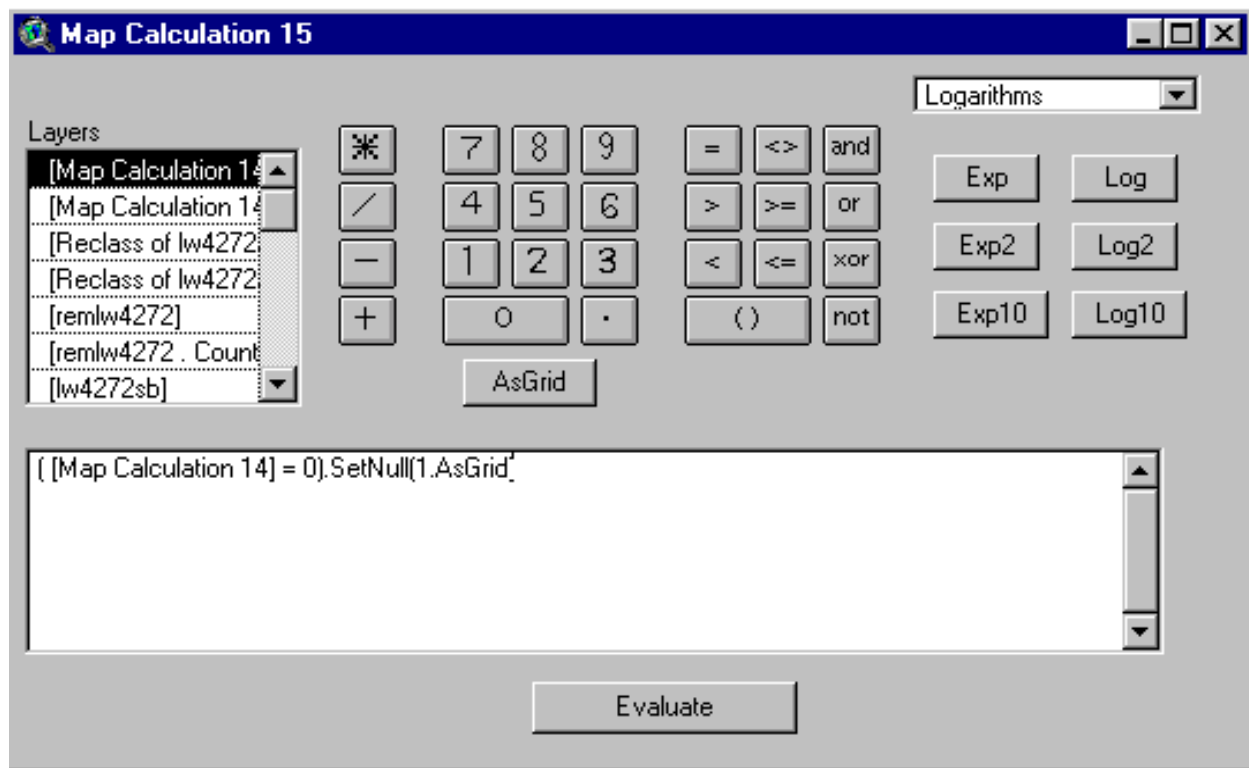 Map Calculation 15
Logarithms
Layers
[Map Calculation 14
[Map Calculation 14
[Reclass of lw4272
[Reclass of lw4272
[remlw4272]
[remlw4272 . Count
[lw4272sb]
* 7 8 9 = <> and
/ 4 5 6 > >= or
- 1 2 3 < <= xor
+ 0 . () not
AsGrid
Exp Log
Exp2 Log2
Exp10 Log10
( [Map Calculation 14] = 0).SetNull(1.AsGrid
Evaluate